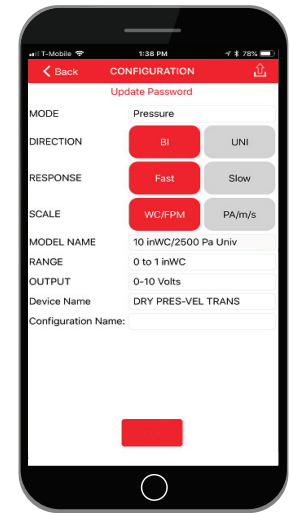 T-Mobile 1:38 PM 78%
Back CONFIGURATION
Update Password
MODE Pressure
DIRECTION BI UNI
RESPONSE Fast Slow
SCALE WC/FPM PA/m/s
MODEL NAME 10 inWC/2500 Pa Univ
RANGE 0 to 1 inWC
OUTPUT 0-10 Volts
Device Name DRY PRES-VEL TRANS
Configuration Name: